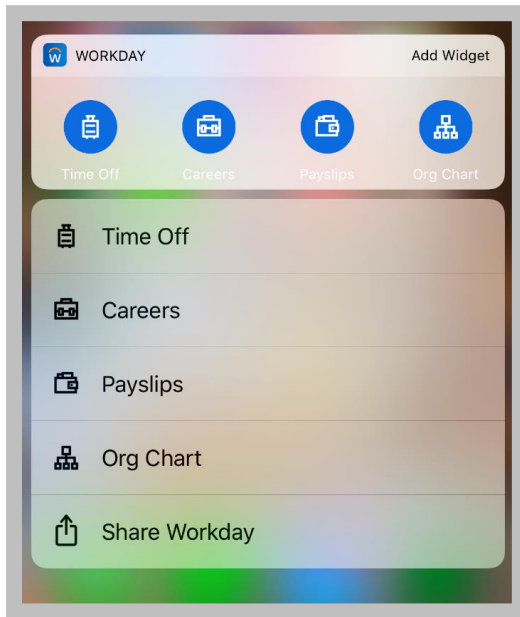 WORKDAY Add Widget
Time Off Careers Payslips Org Chart
Time Off
Careers
Payslips
Org Chart
Share Workday